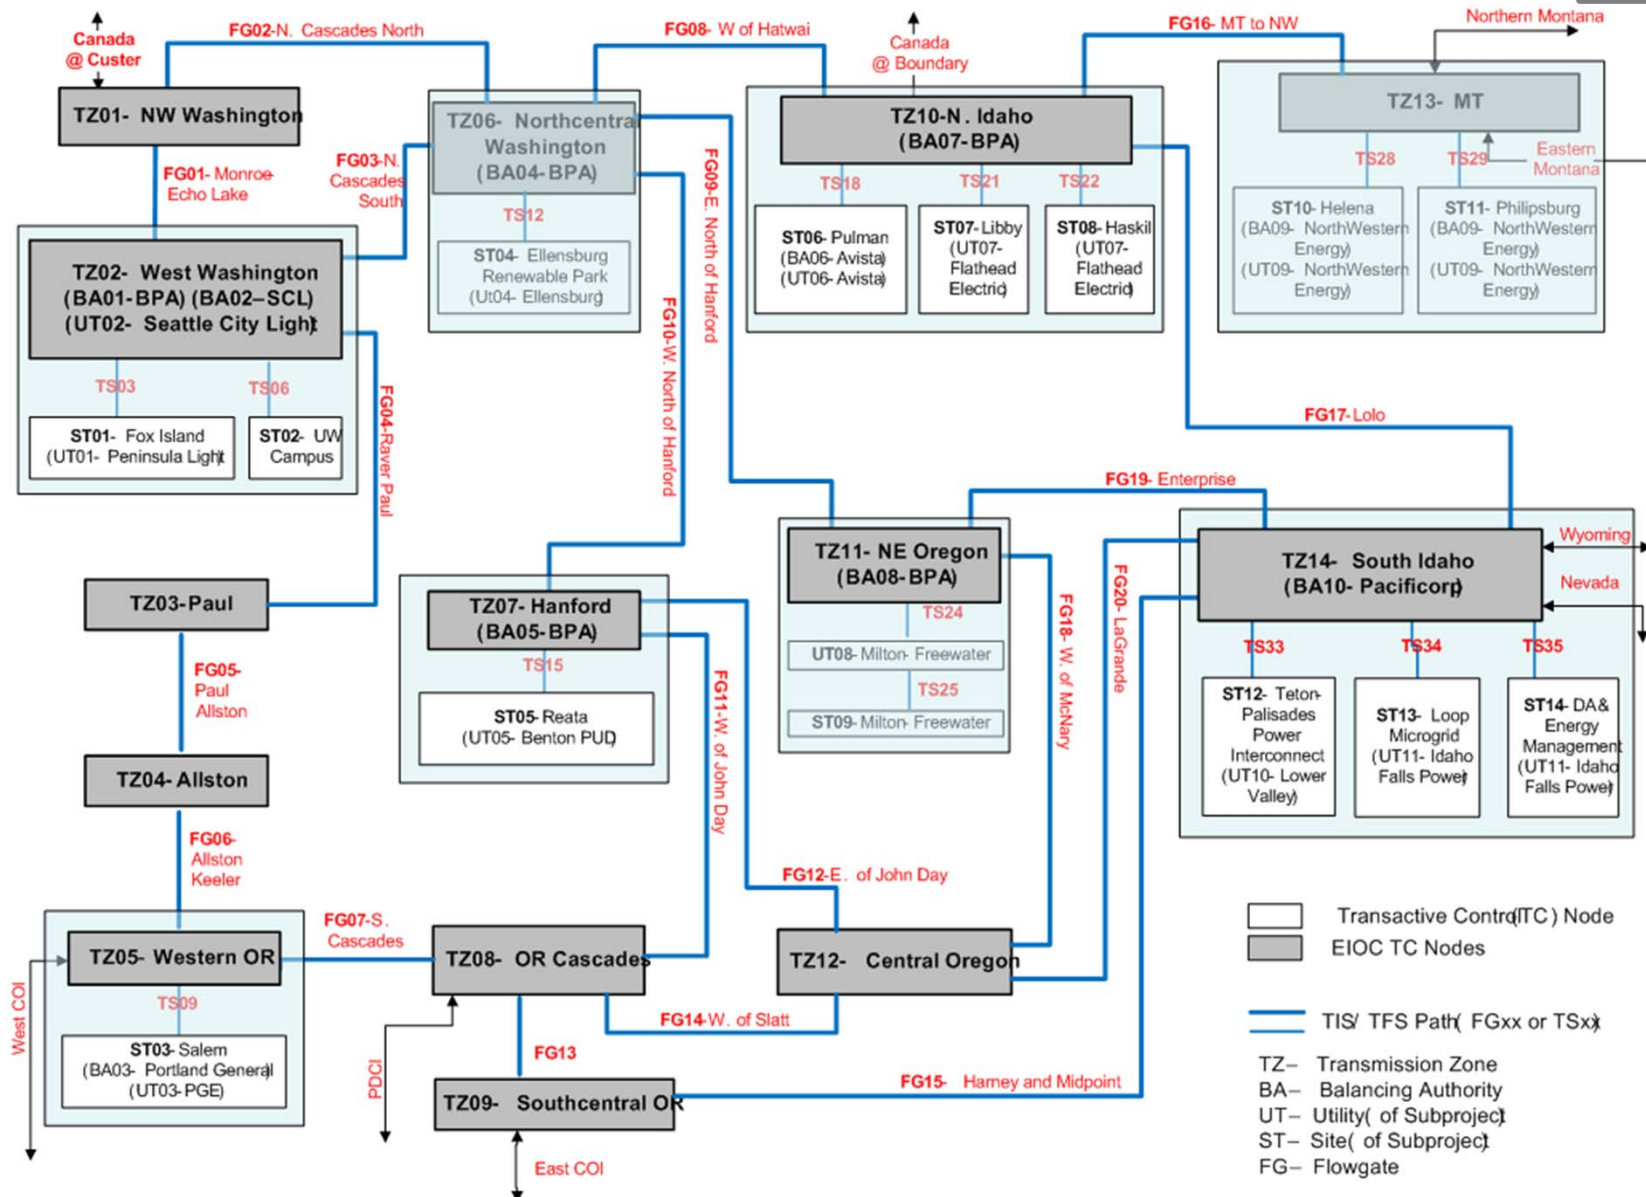 Canada
@ Custer
FG02-N. Cascades North
FG08- W of Hatwai
Canada
@ Boundary
FG16- MT to NW
Northern Montana
TZ01- NW Washington
TZ06- Northcentral
Washington
(BA04-BPA)
TZ10-N. Idaho
(BA07-BPA)
TZ13- MT
FG01- Monroe-
Echo Lake
FG03-N.
Cascades
South
FG09-E. North of Hanford
TS18
TS21
TS22
TS28
TS29
Eastern
Montana
TS12
TZ02- West Washington
(BA01-BPA) (BA02–SCL)
(UT02- Seattle City Light)
ST04- Ellensburg
Renewable Park
(Ut04- Ellensburg)
ST06- Pulman
(BA06- Avista)
(UT06- Avista)
ST07- Libby
(UT07-
Flathead
Electric)
ST08- Haskil
(UT07-
Flathead
Electric)
ST10- Helena
(BA09- NorthWestern
Energy)
(UT09- NorthWestern
Energy)
ST11- Philipsburg
(BA09- NorthWestern
Energy)
(UT09- NorthWestern
Energy)
FG10-W. North of Hanford
TS03
TS06
FG04-Raver Paul
ST01- Fox Island
(UT01- Peninsula Light)
ST02- UW
Campus
FG17-Lolo
FG19- Enterprise
TZ11- NE Oregon
(BA08-BPA)
TZ14- South Idaho
(BA10- Pacificorp)
Wyoming
Nevada
TZ03-Paul
TZ07- Hanford
(BA05-BPA)
TS24
FG18- W. of McNary
FG20- LaGrande
TS33
TS34
TS35
FG05-
Paul
Allston
TS15
UT08- Milton- Freewater
TS25
ST09- Milton- Freewater
FG11-W. of John Day
ST05- Reata
(UT05- Benton PUD)
ST12- Teton-
Palisades
Power
Interconnect
(UT10- Lower
Valley)
ST13- Loop
Microgrid
(UT11- Idaho
Falls Power)
ST14- DA&
Energy
Management
(UT11- Idaho
Falls Power)
TZ04- Allston
FG06-
Allston
Keeler
FG12-E. of John Day
FG07-S.
Cascades
TZ05- Western OR
TZ08- OR Cascades
TZ12- Central Oregon
Transactive Control(TC) Node
EIOC TC Nodes
TS09
West COI
FG14-W. of Slatt
TIS/ TFS Path( FGxx or TSxx)
ST03- Salem
(BA03- Portland General)
(UT03-PGE)
PDCI
FG13
FG15- Harney and Midpoint
TZ09- Southcentral OR
East COI
TZ– Transmission Zone
BA– Balancing Authority
UT– Utility( of Subproject)
ST– Site( of Subproject)
FG– Flowgate